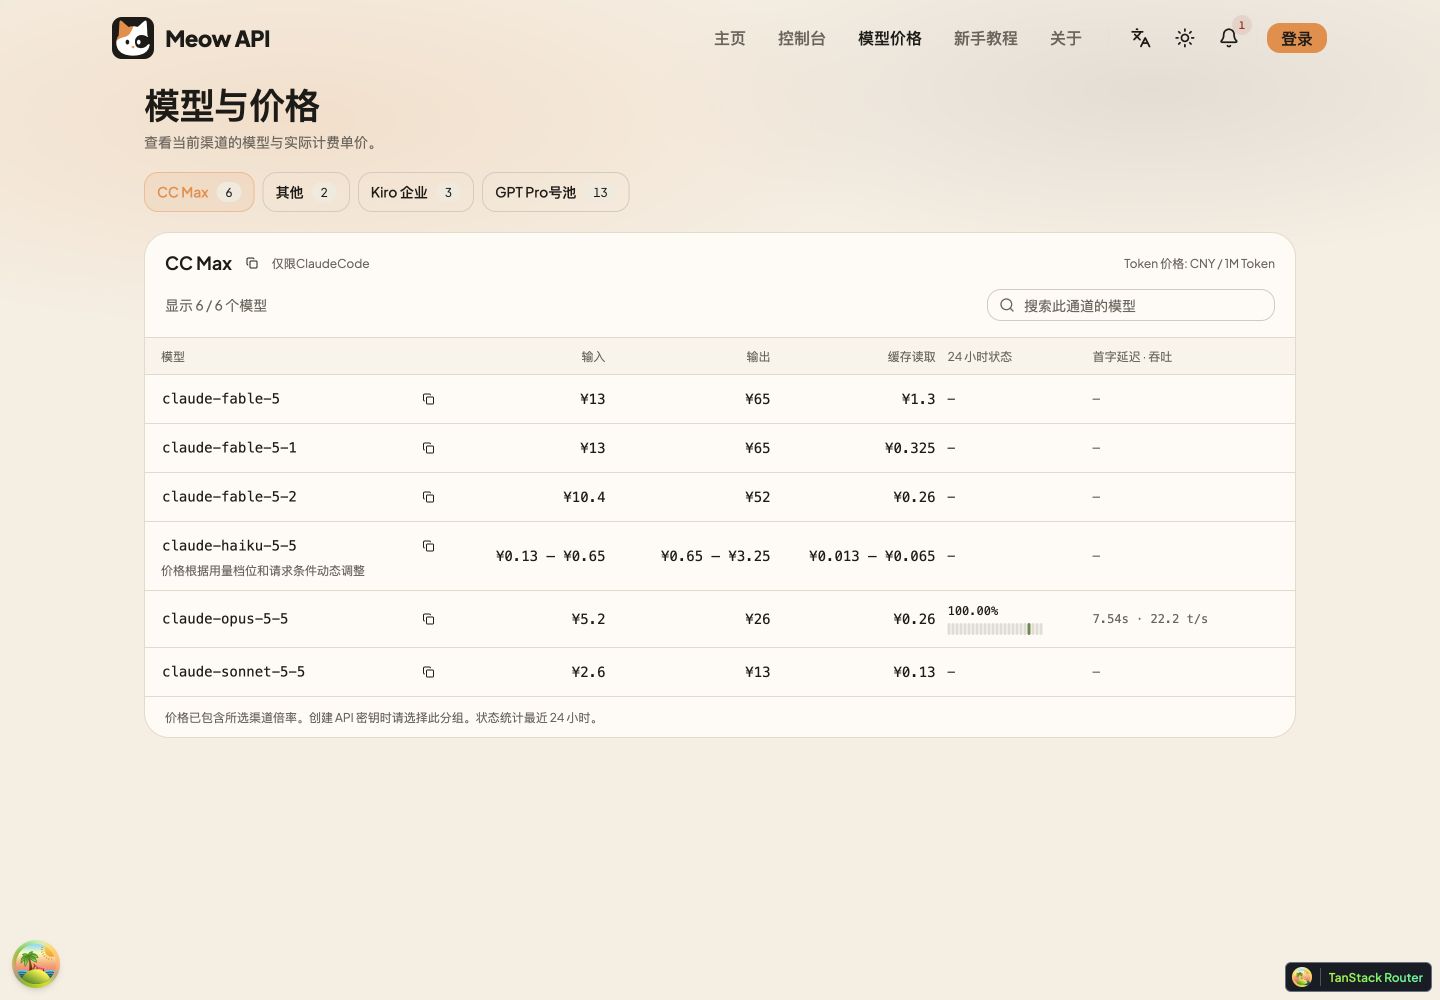 Meow API
主页
控制台
模型价格
新手教程
关于
1
登录
模型与价格
查看当前渠道的模型与实际计费单价。
CC Max 6
其他 2
Kiro 企业 3
GPT Pro号池 13
CC Max 仅限ClaudeCode
Token 价格: CNY / 1M Token
显示 6 / 6 个模型
搜索此通道的模型
模型 输入 输出 缓存读取 24 小时状态 首字延迟 · 吞吐
claude-fable-5 ¥13 ¥65 ¥1.3 — —
claude-fable-5-1 ¥13 ¥65 ¥0.325 — —
claude-fable-5-2 ¥10.4 ¥52 ¥0.26 — —
claude-haiku-5-5 ¥0.13 – ¥0.65 ¥0.65 – ¥3.25 ¥0.013 – ¥0.065 — —
价格根据用量档位和请求条件动态调整
claude-opus-5-5 ¥5.2 ¥26 ¥0.26 100.00% 7.54s · 22.2 t/s
claude-sonnet-5-5 ¥2.6 ¥13 ¥0.13 — —
价格已包含所选渠道倍率。创建 API 密钥时请选择此分组。状态统计最近 24 小时。
TanStack Router